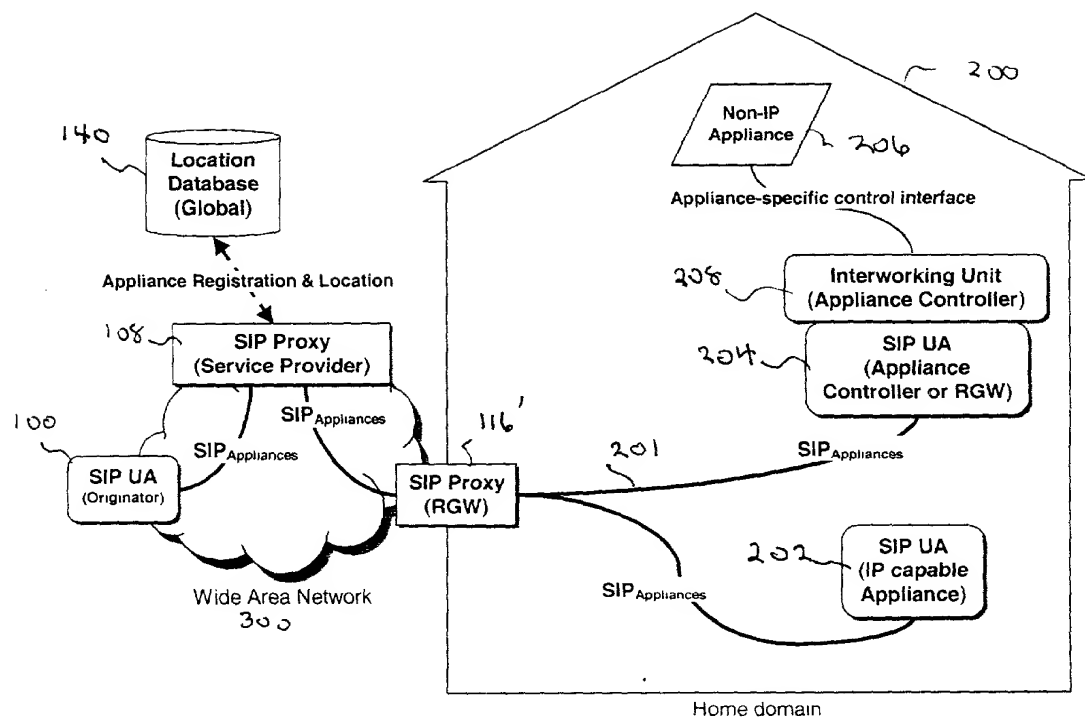 200
Non-IP
Appliance
206
Appliance-specific control interface
140
Location
Database
(Global)
Appliance Registration & Location
208
Interworking Unit
(Appliance Controller)
108
SIP Proxy
(Service Provider)
204
SIP UA
(Appliance
Controller or RGW)
100
SIP UA
(Originator)
SIPAppliances
SIPAppliances
116'
SIP Proxy
(RGW)
201
SIPAppliances
202
SIP UA
(IP capable
Appliance)
SIPAppliances
Wide Area Network
300
Home domain